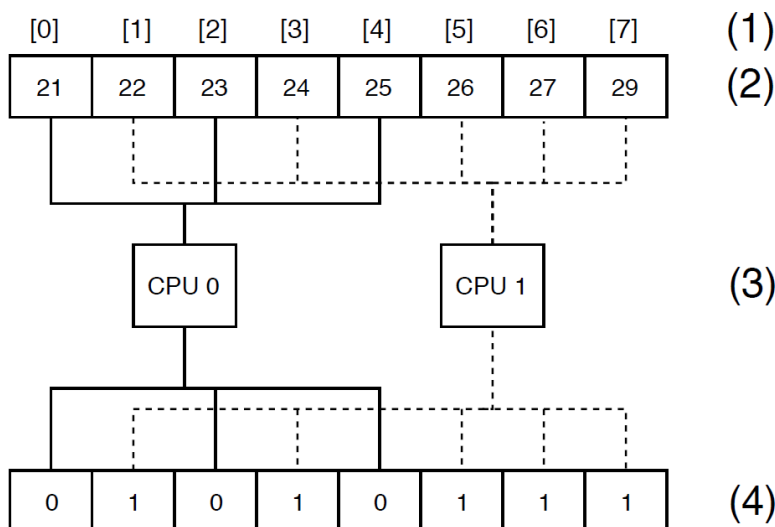 [0] [1] [2] [3] [4] [5] [6] [7] (1)
21 22 23 24 25 26 27 29 (2)
CPU 0 CPU 1 (3)
0 1 0 1 0 1 1 1 (4)